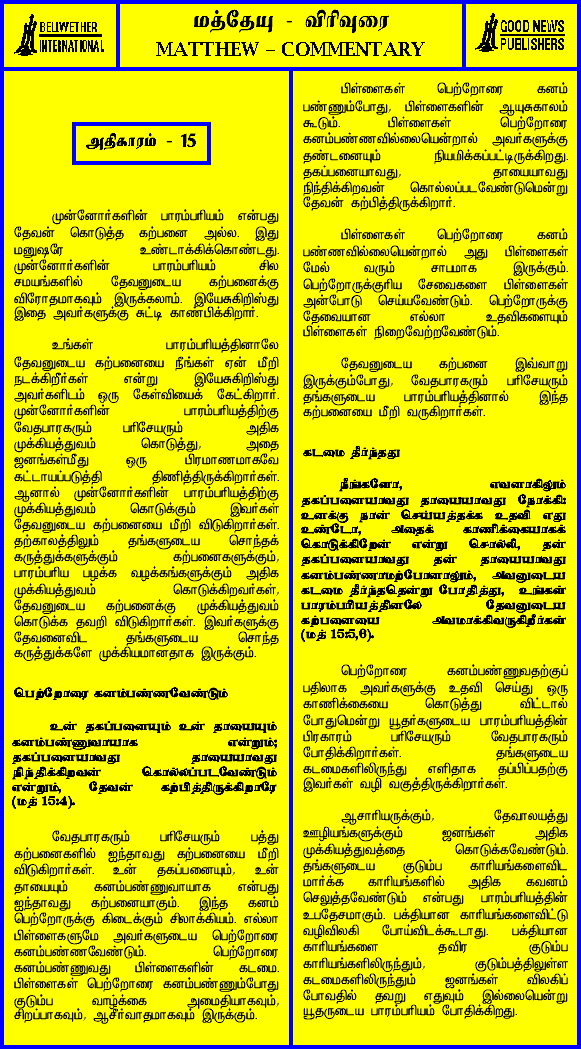 BELIWETHER
INTERNATIONAL
மத்தேயு - விரிவுரை
MATTHEW – COMMENTARY
GOOD NEWS
PUBLISHERS
அதிகாரம் - 15
முன்னோர்களின் பாரம்பரியம் என்பது
தேவன் கொடுத்த கற்பனை அல்ல. இது
மனுஷரே உண்டாக்கிக்கொண்டது.
முன்னோர்களின் பாரம்பரியம் சில
சமயங்களில் தேவனுடைய கற்பனைக்கு
விரோதமாகவும் இருக்கலாம். இயேசுகிறிஸ்து
இதை அவர்களுக்கு சுட்டி காண்பிக்கிறார்.
உங்கள் பாரம்பரியத்தினாலே
தேவனுடைய கற்பனையை நீங்கள் ஏன் மீறி
நடக்கிறீர்கள் என்று இயேசுகிறிஸ்து
அவர்களிடம் ஒரு கேள்வியைக் கேட்கிறார்.
முன்னோர்களின் பாரம்பரியத்திற்கு
வேதபாரகரும் பரிசேயரும் அதிக
முக்கியத்துவம் கொடுத்து, அதை
ஜனங்கள்மீது ஒரு பிரமாணமாகவே
கட்டாயப்படுத்தி திணித்திருக்கிறார்கள்.
ஆனால் முன்னோர்களின் பாரம்பரியத்திற்கு
முக்கியத்துவம் கொடுக்கும் இவர்கள்
தேவனுடைய கற்பனையை மீறி விடுகிறார்கள்.
தற்காலத்திலும் தங்களுடைய சொந்தக்
கருத்துக்களுக்கும் கற்பனைகளுக்கும்,
பாரம்பரிய பழக்க வழக்கங்களுக்கும் அதிக
முக்கியத்துவம் கொடுக்கிறவர்கள்,
தேவனுடைய கற்பனைக்கு முக்கியத்துவம்
கொடுக்க தவறி விடுகிறார்கள். இவர்களுக்கு
தேவனைவிட தங்களுடைய சொந்த
கருத்துக்களே முக்கியமானதாக இருக்கும்.
பெற்றோரை கனம்பண்ணவேண்டும்
உன் தகப்பனையும் உன் தாயையும்
கனம்பண்ணுவாயாக என்றும்;
தகப்பனையாவது தாயையாவது
நிந்திக்கிறவன் கொல்லப்படவேண்டும்
என்றும், தேவன் கற்பித்திருக்கிறாரே
(மத் 15:4).
வேதபாரகரும் பரிசேயரும் பத்து
கற்பனைகளில் ஐந்தாவது கற்பனையை மீறி
விடுகிறார்கள். உன் தகப்பனையும், உன்
தாயையும் கனம்பண்ணுவாயாக என்பது
ஐந்தாவது கற்பனையாகும். இந்த கனம்
பெற்றோருக்கு கிடைக்கும் சிலாக்கியம். எல்லா
பிள்ளைகளுமே அவர்களுடைய பெற்றோரை
கனம்பண்ணவேண்டும். பெற்றோரை
கனம்பண்ணுவது பிள்ளைகளின் கடமை.
பிள்ளைகள் பெற்றோரை கனம்பண்ணும்போது
குடும்ப வாழ்க்கை அமைதியாகவும்,
சிறப்பாகவும், ஆசீர்வாதமாகவும் இருக்கும்.
பிள்ளைகள் பெற்றோரை கனம்
பண்ணும்போது, பிள்ளைகளின் ஆயுசுகாலம்
கூடும். பிள்ளைகள் பெற்றோரை
கனம்பண்ணவில்லையென்றால் அவர்களுக்கு
தண்டனையும் நியமிக்கப்பட்டிருக்கிறது.
தகப்பனையாவது, தாயையாவது
நிந்திக்கிறவன் கொல்லப்படவேண்டுமென்று
தேவன் கற்பித்திருக்கிறார்.
பிள்ளைகள் பெற்றோரை கனம்
பண்ணவில்லையென்றால் அது பிள்ளைகள்
மேல் வரும் சாபமாக இருக்கும்.
பெற்றோருக்குரிய சேவைகளை பிள்ளைகள்
அன்போடு செய்யவேண்டும். பெற்றோருக்கு
தேவையான எல்லா உதவிகளையும்
பிள்ளைகள் நிறைவேற்றவேண்டும்.
தேவனுடைய கற்பனை இவ்வாறு
இருக்கும்போது, வேதபாரகரும் பரிசேயரும்
தங்களுடைய பாரம்பரியத்தினால் இந்த
கற்பனையை மீறி வருகிறார்கள்.
கடமை தீர்ந்தது
நீங்களோ, எவனாகிலும்
தகப்பனையாவது தாயையாவது நோக்கி:
உனக்கு நான் செய்யத்தக்க உதவி எது
உண்டோ, அதைக் காணிக்கையாகக்
கொடுக்கிறேன் என்று சொல்லி, தன்
தகப்பனையாவது தன் தாயையாவது
கனம்பண்ணாமற்போனாலும், அவனுடைய
கடமை தீர்ந்ததென்று போதித்து, உங்கள்
பாரம்பரியத்தினாலே தேவனுடைய
கற்பனையை அவமாக்கிவருகிறீர்கள்
(மத் 15:5,6).
பெற்றோரை கனம்பண்ணுவதற்குப்
பதிலாக அவர்களுக்கு உதவி செய்து ஒரு
காணிக்கையை கொடுத்து விட்டால்
போதுமென்று யூதர்களுடைய பாரம்பரியத்தின்
பிரகாரம் பரிசேயரும் வேதபாரகரும்
போதிக்கிறார்கள். தங்களுடைய
கடமைகளிலிருந்து எளிதாக தப்பிப்பதற்கு
இவர்கள் வழி வகுத்திருக்கிறார்கள்.
ஆசாரியருக்கும், தேவாலயத்து
ஊழியங்களுக்கும் ஜனங்கள் அதிக
முக்கியத்துவத்தை கொடுக்கவேண்டும்.
தங்களுடைய குடும்ப காரியங்களைவிட
மார்க்க காரியங்களில் அதிக கவனம்
செலுத்தவேண்டும் என்பது பாரம்பரியத்தின்
உபதேசமாகும். பக்தியான காரியங்களைவிட்டு
வழிவிலகி போய்விடக்கூடாது. பக்தியான
காரியங்களை தவிர குடும்ப
காரியங்களிலிருந்தும், குடும்பத்திலுள்ள
கடமைகளிலிருந்தும் ஜனங்கள் விலகிப்
போவதில் தவறு எதுவும் இல்லையென்று
யூதருடைய பாரம்பரியம் போதிக்கிறது.